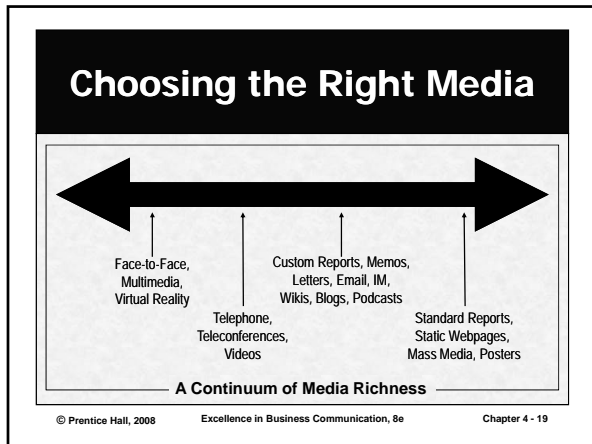 Choosing the Right Media
Face-to-Face,
Multimedia,
Virtual Reality
Telephone,
Teleconferences,
Videos
Custom Reports, Memos,
Letters, Email, IM,
Wikis, Blogs, Podcasts
Standard Reports,
Static Webpages,
Mass Media, Posters
A Continuum of Media Richness
© Prentice Hall, 2008 Excellence in Business Communication, 8e Chapter 4 - 19